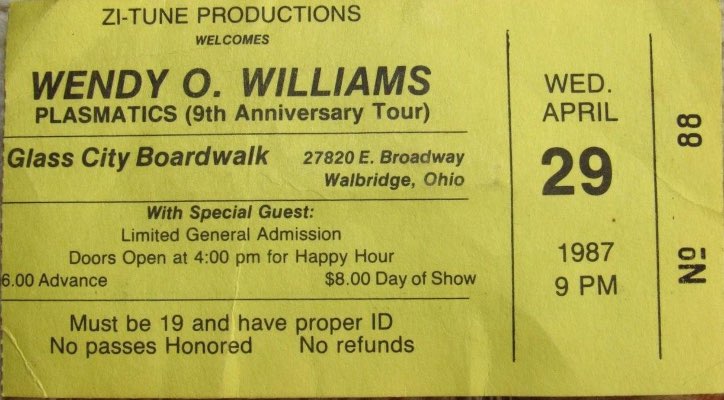 ZI-TUNE PRODUCTIONS
WELCOMES
WENDY O. WILLIAMS
PLASMATICS (9th Anniversary Tour)
Glass City Boardwalk
27820 E. Broadway
Walbridge, Ohio
With Special Guest:
Limited General Admission
Doors Open at 4:00 pm for Happy Hour
6.00 Advance $8.00 Day of Show
Must be 19 and have proper ID
No passes Honored No refunds
WED.
APRIL
29
1987
9 PM
Nº 88